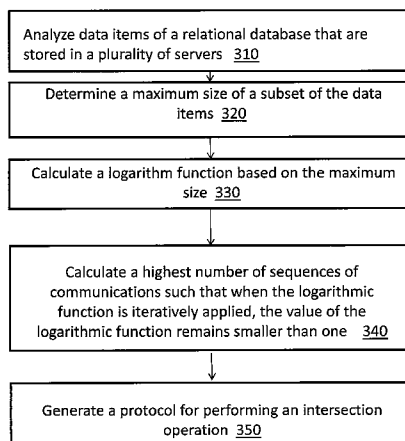 Analyze data items of a relational database that are
stored in a plurality of servers 310
Determine a maximum size of a subset of the data
items 320
Calculate a logarithm function based on the maximum
size 330
Calculate a highest number of sequences of
communications such that when the logarithmic
function is iteratively applied, the value of
the logarithmic function remains smaller than one 340
Generate a protocol for performing an intersection
operation 350